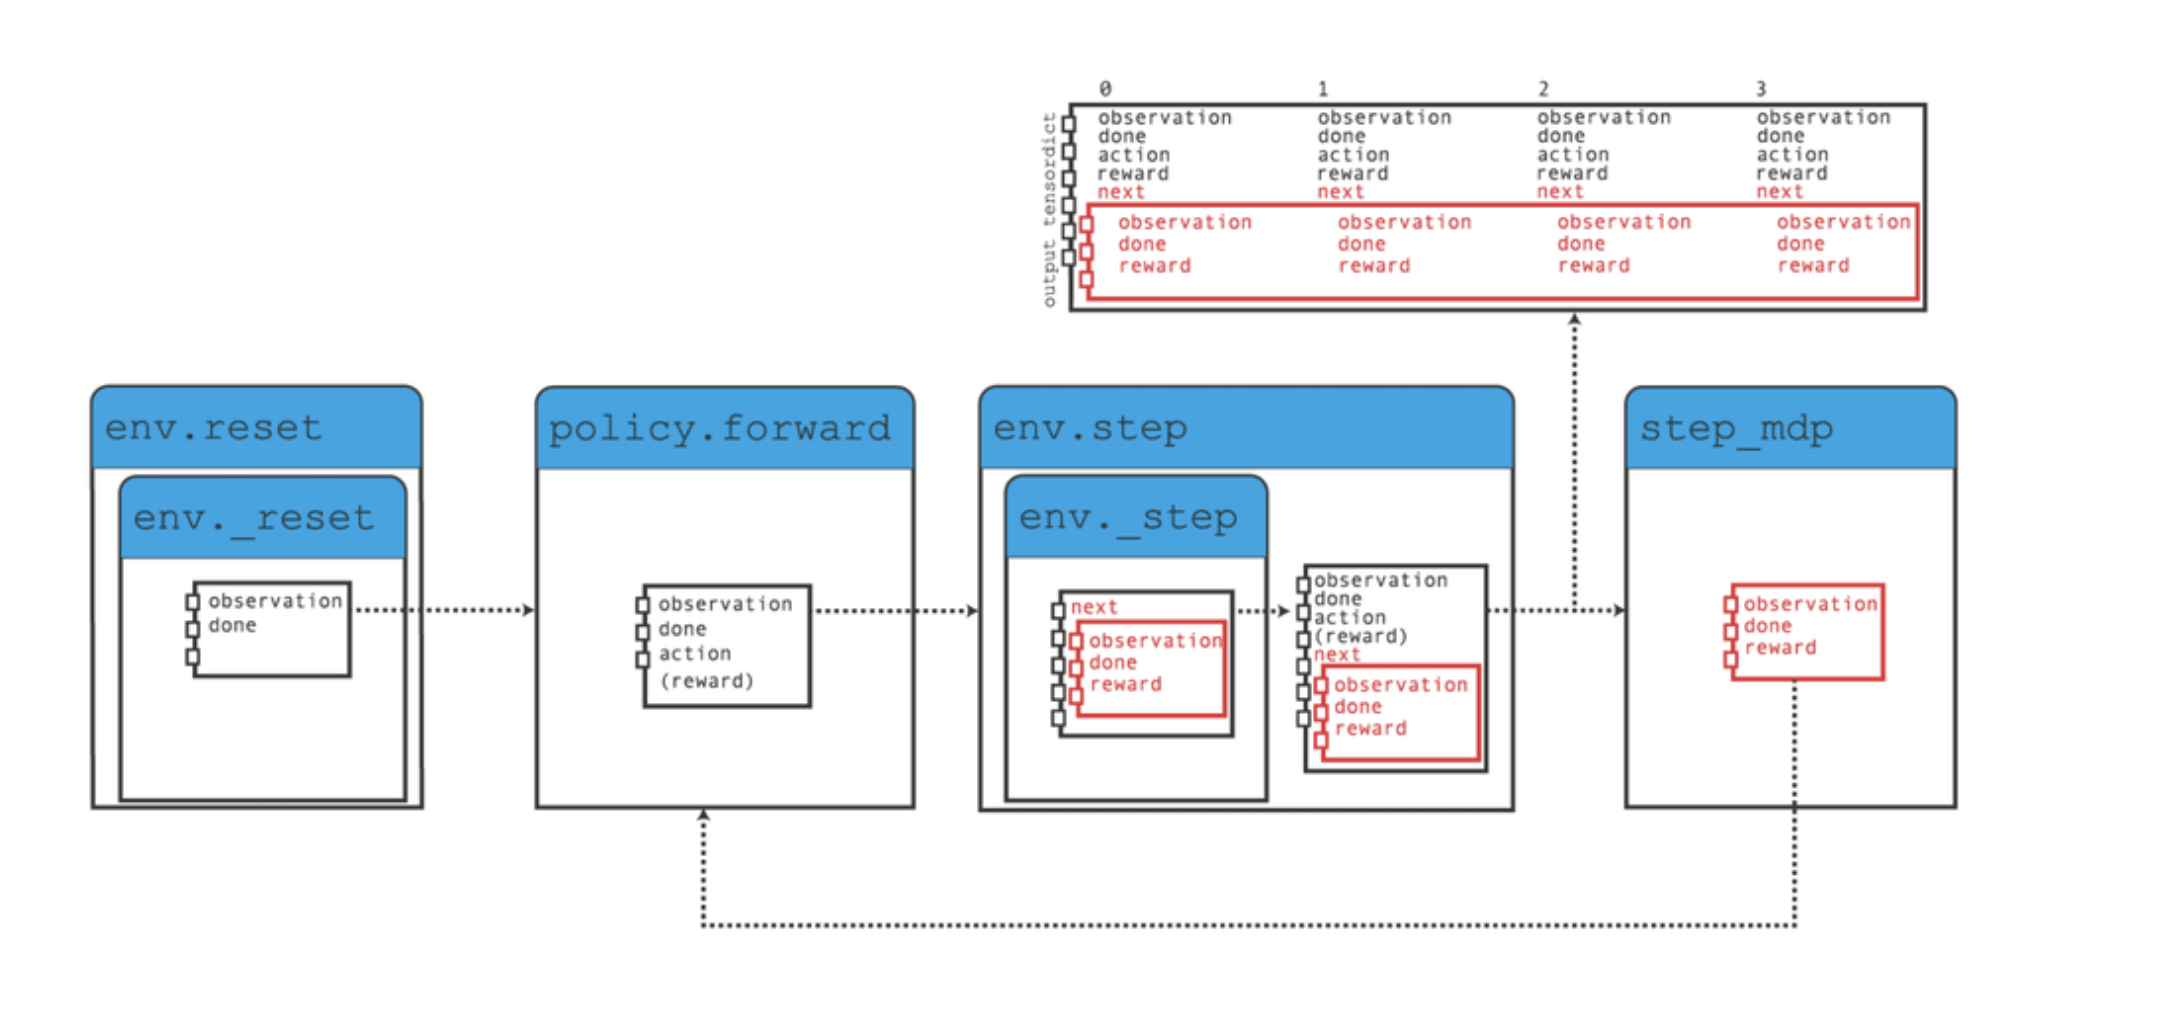 0 1 2 3
output tensordict
observation observation observation observation
done done done done
action action action action
reward reward reward reward
next next next next
observation observation observation observation
done done done done
reward reward reward reward
env.reset
env._reset
observation
done
policy.forward
observation
done
action
(reward)
env.step
env._step
next
observation
done
reward
observation
done
action
(reward)
next
observation
done
reward
step_mdp
observation
done
reward